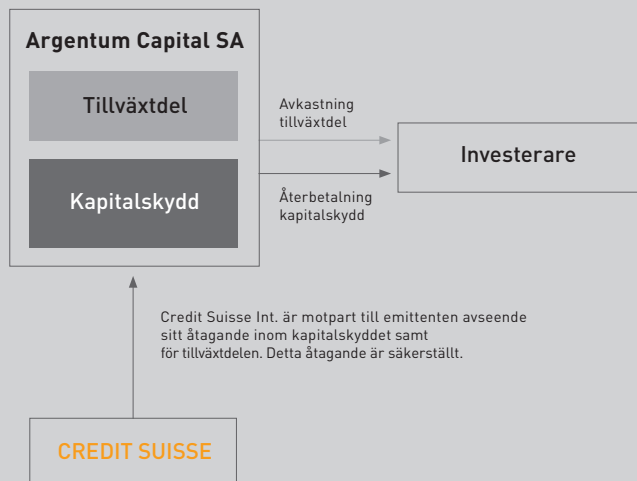 Argentum Capital SA
Tillväxtdel
Kapitalskydd
Avkastning
tillväxtdel
Återbetalning
kapitalskydd
Investerare
Credit Suisse Int. är motpart till emittenten avseende
sitt åtagande inom kapitalskyddet samt
för tillväxtdelen. Detta åtagande är säkerställt.
CREDIT SUISSE